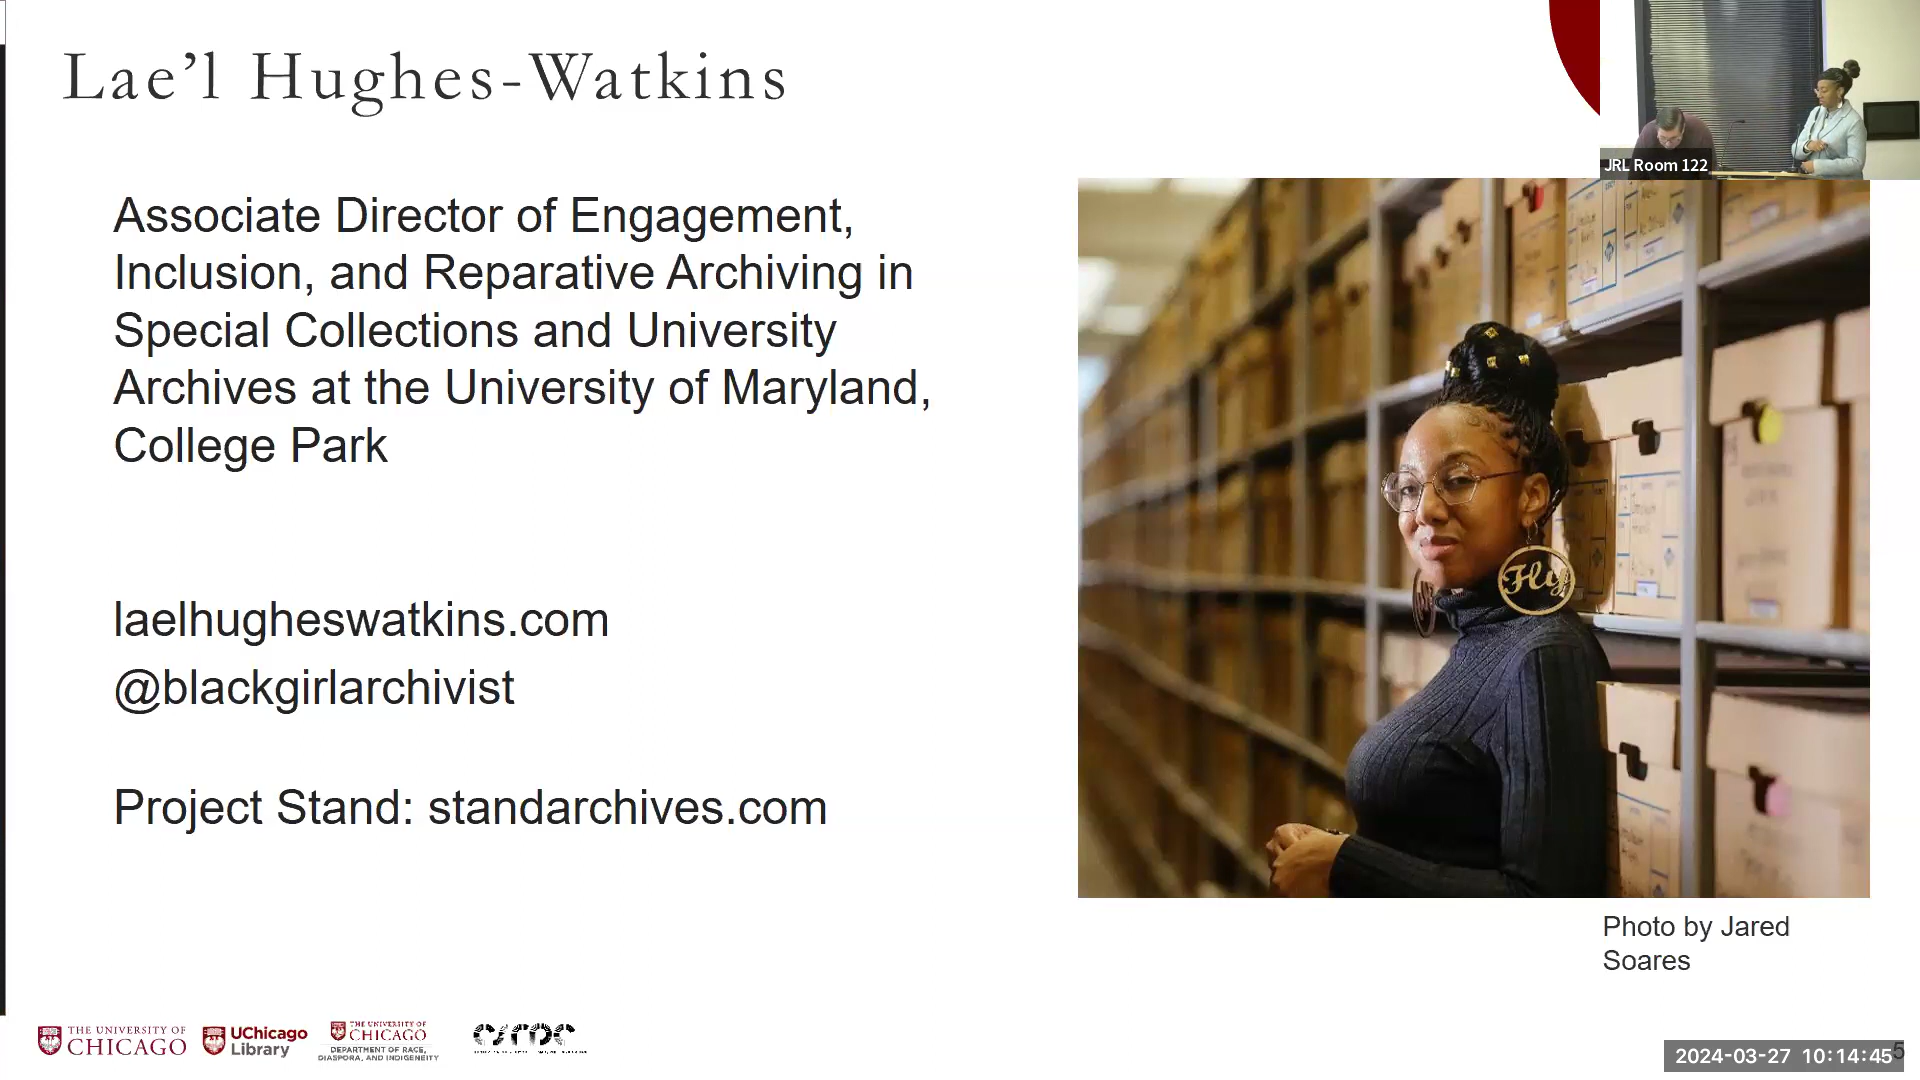 Lae’l Hughes-Watkins
JRL Room 122
Associate Director of Engagement,
Inclusion, and Reparative Archiving in
Special Collections and University
Archives at the University of Maryland,
College Park
laelhugheswatkins.com
@blackgirlarchivist
Project Stand: standarchives.com
Fly
Photo by Jared
Soares
THE UNIVERSITY OF
CHICAGO
UChicago
Library
THE UNIVERSITY OF
CHICAGO
DEPARTMENT OF RACE,
DIASPORA, AND INDIGENEITY
2024-03-27 10:14:45
5